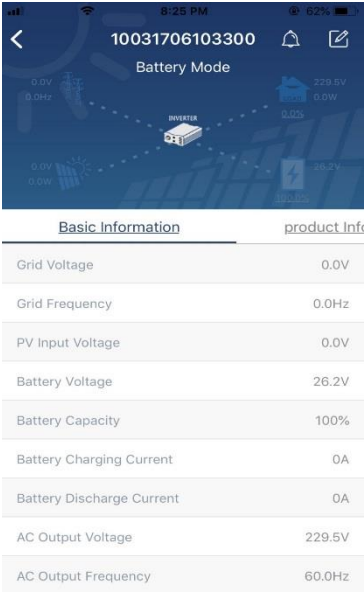 8:25 PM
62%
10031706103300
Battery Mode
0.0V
0.0Hz
229.5V
0.0W
0.0%
INVERTER
0.0V
0.0W
26.2V
100.0%
Basic Information
product Info
Grid Voltage 0.0V
Grid Frequency 0.0Hz
PV Input Voltage 0.0V
Battery Voltage 26.2V
Battery Capacity 100%
Battery Charging Current 0A
Battery Discharge Current 0A
AC Output Voltage 229.5V
AC Output Frequency 60.0Hz